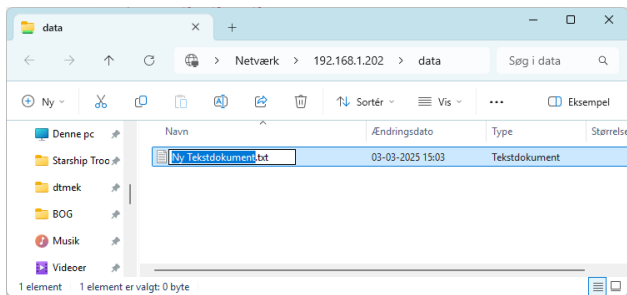 data
Netværk > 192.168.1.202 > data
Søg i data
Ny
Sortér
Vis
Eksempel
Denne pc
Starship Troo
dtmek
BOG
Musik
Videoer
Navn Ændringsdato Type Størrelse
Ny Tekstdokument.txt 03-03-2025 15:03 Tekstdokument
1 element 1 element er valgt: 0 byte